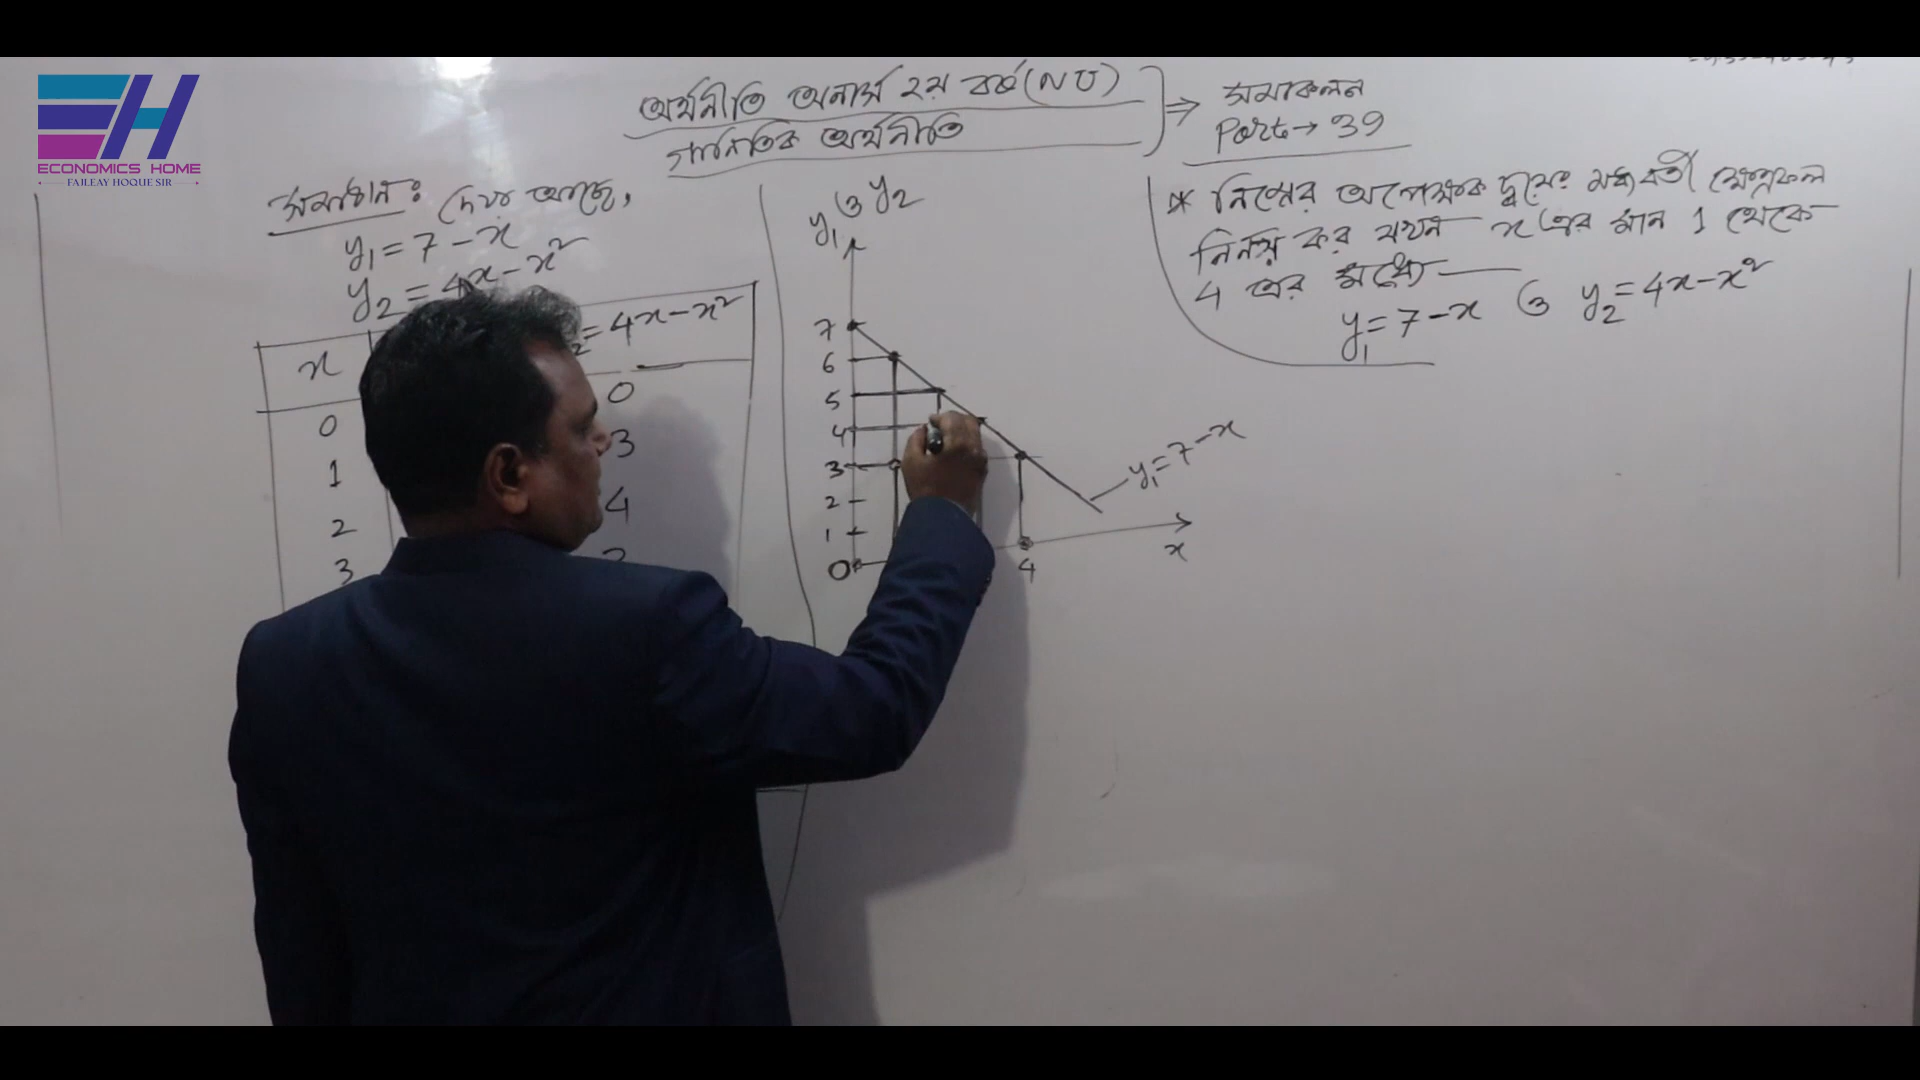 ECONOMICS HOME
FAILEAY HOQUE SIR
অর্থনীতি অনার্স ২য় বর্ষ (NU)
গাণিতিক অর্থনীতি
⇒ সমাকলন
Part → 39
সমাধান: দেয়া আছে,
y₁ = 7 - x
y₂ = 4x - x²
x
₂ = 4x - x²
0 0
1 3
2 4
3
y₁ ও y₂
7
6
5
4
3
2
1
0
4
x
y₁ = 7 - x
* নিম্নের অপেক্ষক দ্বয়ের মধ্যবর্তী ক্ষেত্রফল
নির্ণয় কর যখন x এর মান 1 থেকে
4 এর মধ্যে —
y₁ = 7 - x ও y₂ = 4x - x²